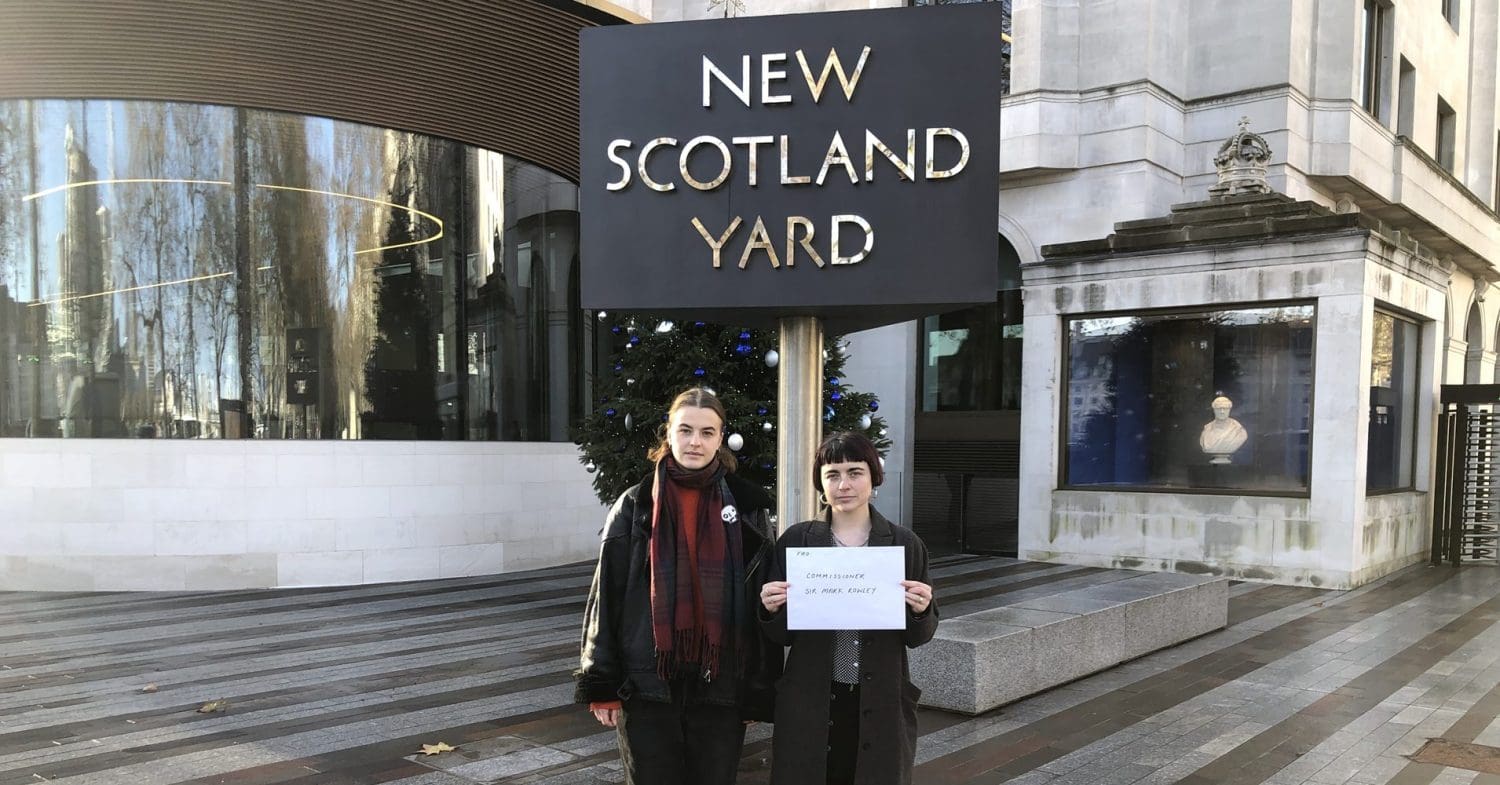 NEW
SCOTLAND
YARD
FAO:
COMMISSIONER
SIR MARK ROWLEY